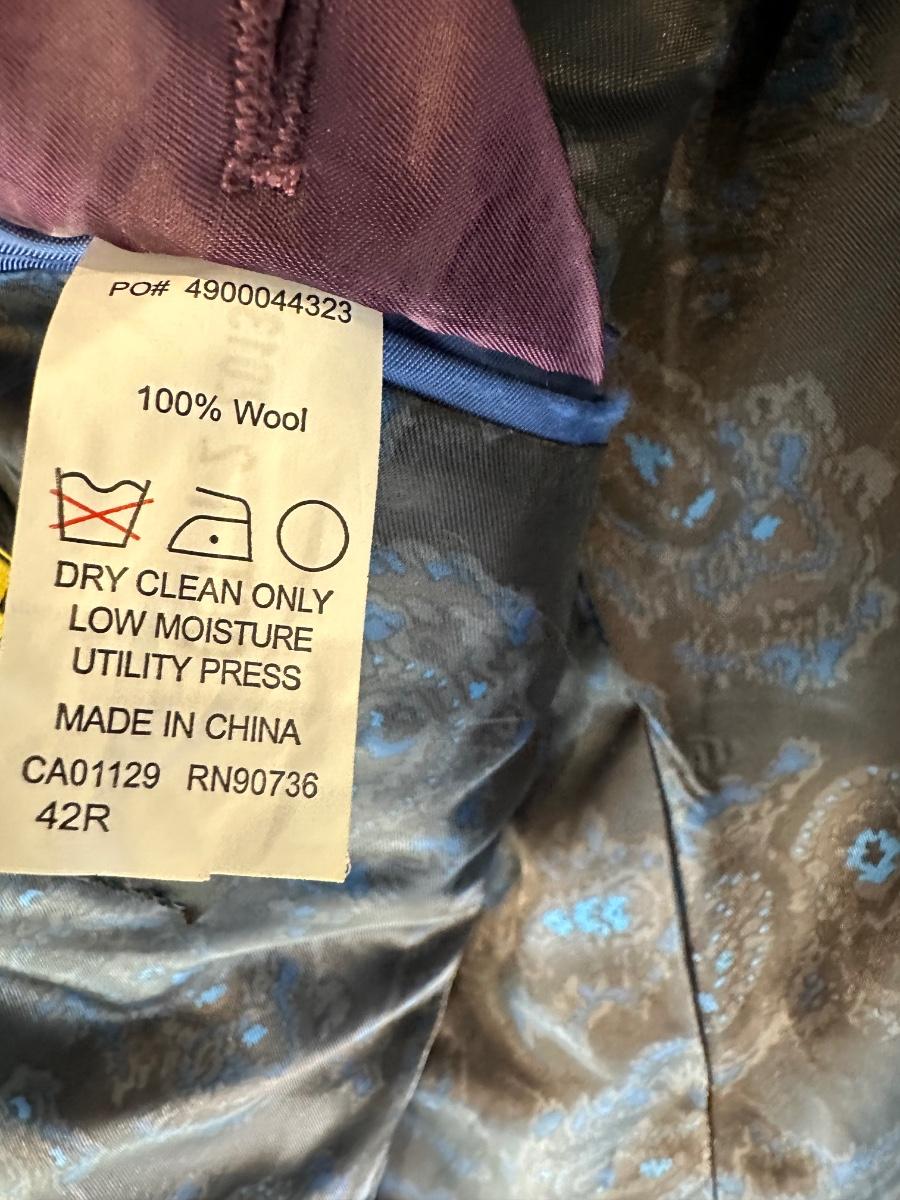 PO# 4900044323
100% Wool
DRY CLEAN ONLY
LOW MOISTURE
UTILITY PRESS
MADE IN CHINA
CA01129 RN90736
42R